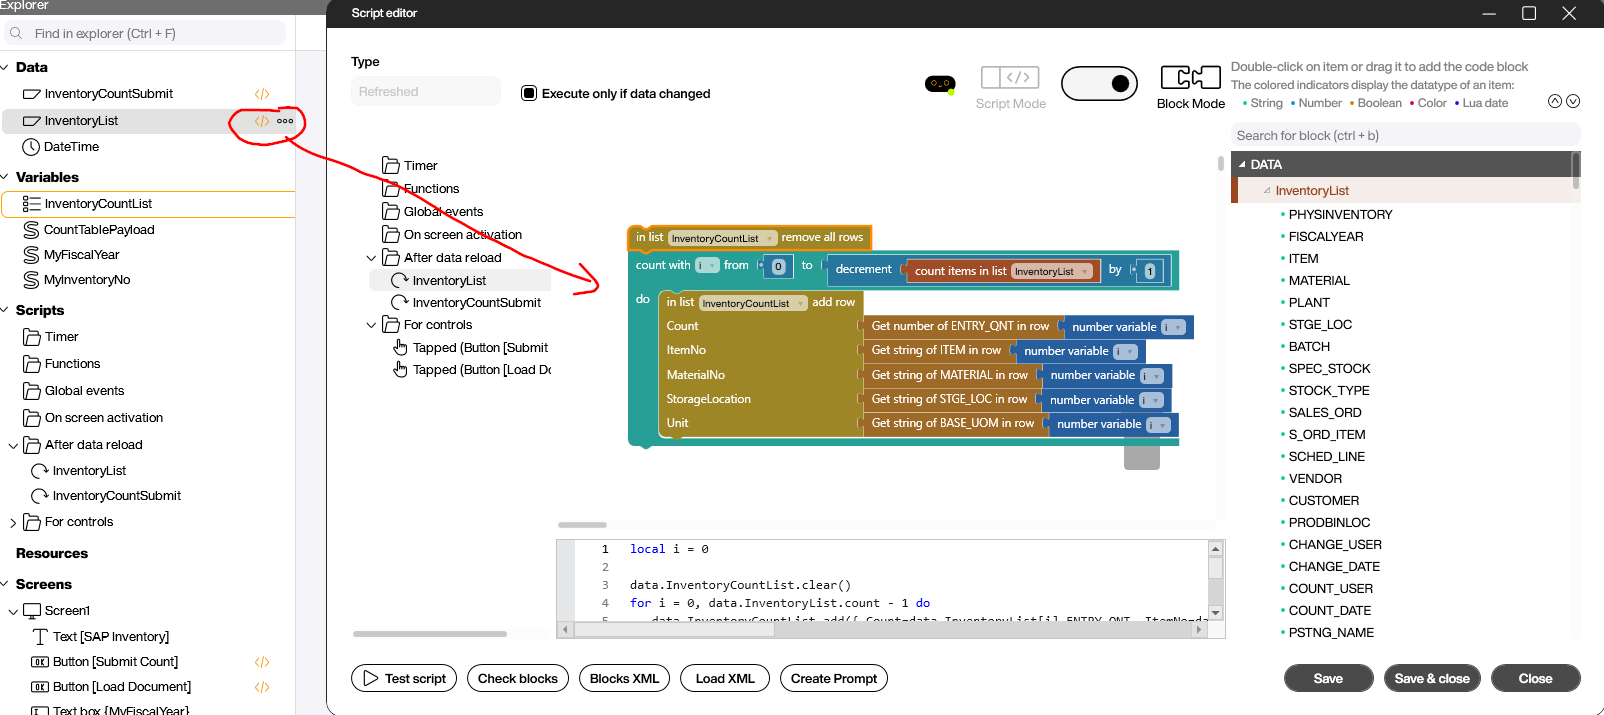 Explorer
Find in explorer (Ctrl + F)
Data
InventoryCountSubmit
</>
InventoryList
</>
DateTime
Variables
InventoryCountList
CountTablePayload
MyFiscalYear
MyInventoryNo
Scripts
Timer
Functions
Global events
On screen activation
After data reload
InventoryList
InventoryCountSubmit
For controls
Resources
Screens
Screen1
Text [SAP Inventory]
OK Button [Submit Count]
</>
OK Button [Load Document]
</>
Text box {MyFiscalYear}
Script editor
Type
Refreshed
Execute only if data changed
</>
Script Mode
Block Mode
Timer
Functions
Global events
On screen activation
After data reload
InventoryList
InventoryCountSubmit
For controls
Tapped (Button [Submit
Tapped (Button [Load Do
in list InventoryCountList remove all rows
count with i from 0 to decrement count items in list InventoryList by 1
do in list InventoryCountList add row
Count Get number of ENTRY_QNT in row number variable i
ItemNo Get string of ITEM in row number variable i
MaterialNo Get string of MATERIAL in row number variable i
StorageLocation Get string of STGE_LOC in row number variable i
Unit Get string of BASE_UOM in row number variable i
1 local i = 0
2
3 data.InventoryCountList.clear()
4 for i = 0, data.InventoryList.count - 1 do
5 data.InventoryCountList.add({ Count=data.InventoryList[i].ENTRY_QNT, ItemNo=da
Test script
Check blocks
Blocks XML
Load XML
Create Prompt
Double-click on item or drag it to add the code block
The colored indicators display the datatype of an item:
String Number Boolean Color Lua date
Search for block (ctrl + b)
DATA
InventoryList
PHYSINVENTORY
FISCALYEAR
ITEM
MATERIAL
PLANT
STGE_LOC
BATCH
SPEC_STOCK
STOCK_TYPE
SALES_ORD
S_ORD_ITEM
SCHED_LINE
VENDOR
CUSTOMER
PRODBINLOC
CHANGE_USER
CHANGE_DATE
COUNT_USER
COUNT_DATE
PSTNG_NAME
Save
Save & close
Close